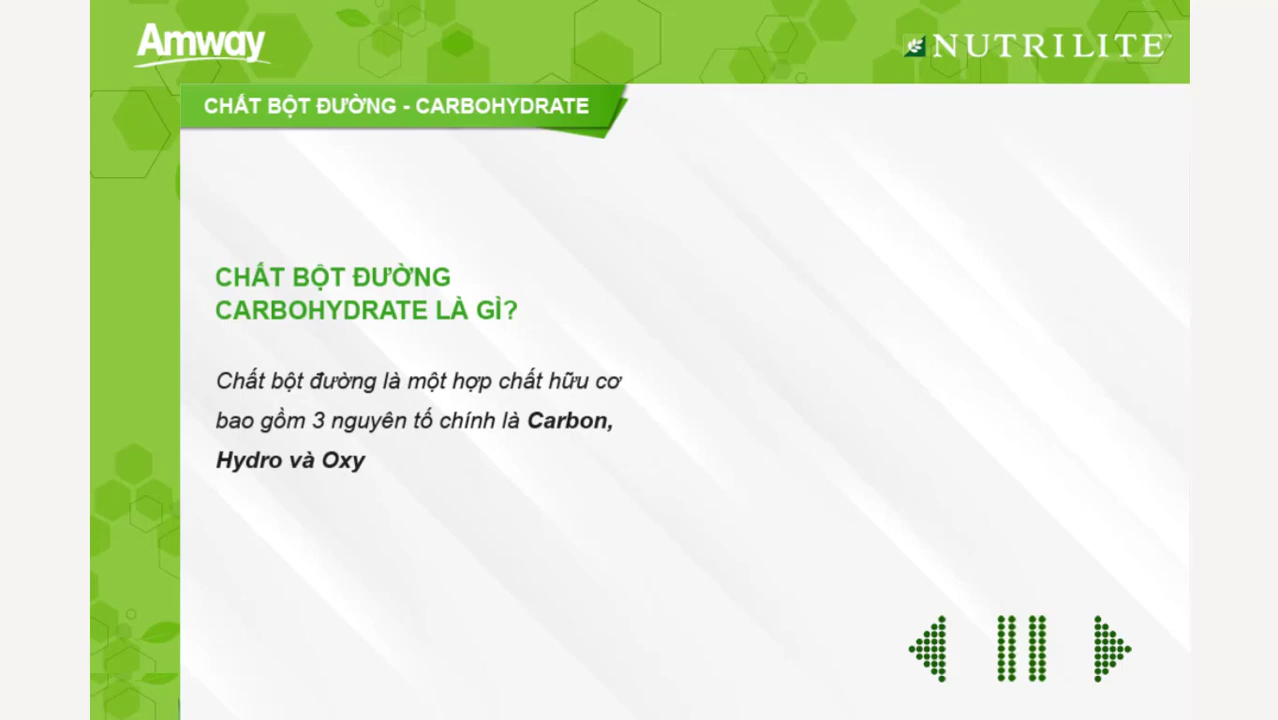 Amway
NUTRILITE™
CHẤT BỘT ĐƯỜNG - CARBOHYDRATE
CHẤT BỘT ĐƯỜNG
CARBOHYDRATE LÀ GÌ?
Chất bột đường là một hợp chất hữu cơ
bao gồm 3 nguyên tố chính là Carbon,
Hydro và Oxy